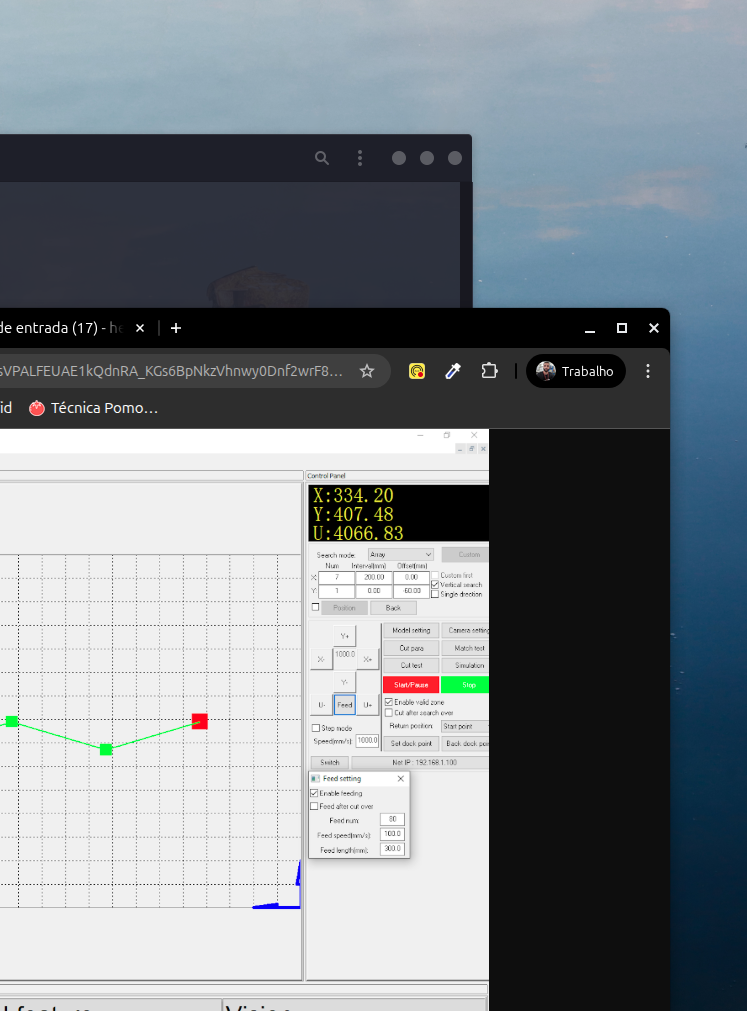 de entrada (17) - he
sVPALFEUAE1kQdnRA_KGs6BpNkzVhnwy0Dnf2wrF8...
Trabalho
id
Técnica Pomo...
Control Panel
X:334.20
Y:407.48
U:4066.83
Search mode: Array Custom
Num Interval(mm) Offset(mm)
X: 7 200.00 0.00 Custom first
Vertical search
Y: 1 0.00 -60.00 Single direction
Position Back
Y+ Model setting Camera setting
X- 1000.0 X+ Cut para Match test
Cut test Simulation
Y- Start/Pause Stop
U- Feed U+ Enable valid zone
Cut after search over
Step mode Return position: Start point
Speed(mm/s): 1000.0 Set dock point Back dock poin
Switch Net IP : 192.168.1.100
Feed setting
Enable feeding
Feed after cut over
Feed num: 80
Feed speed(mm/s): 100.0
Feed length(mm): 300.0